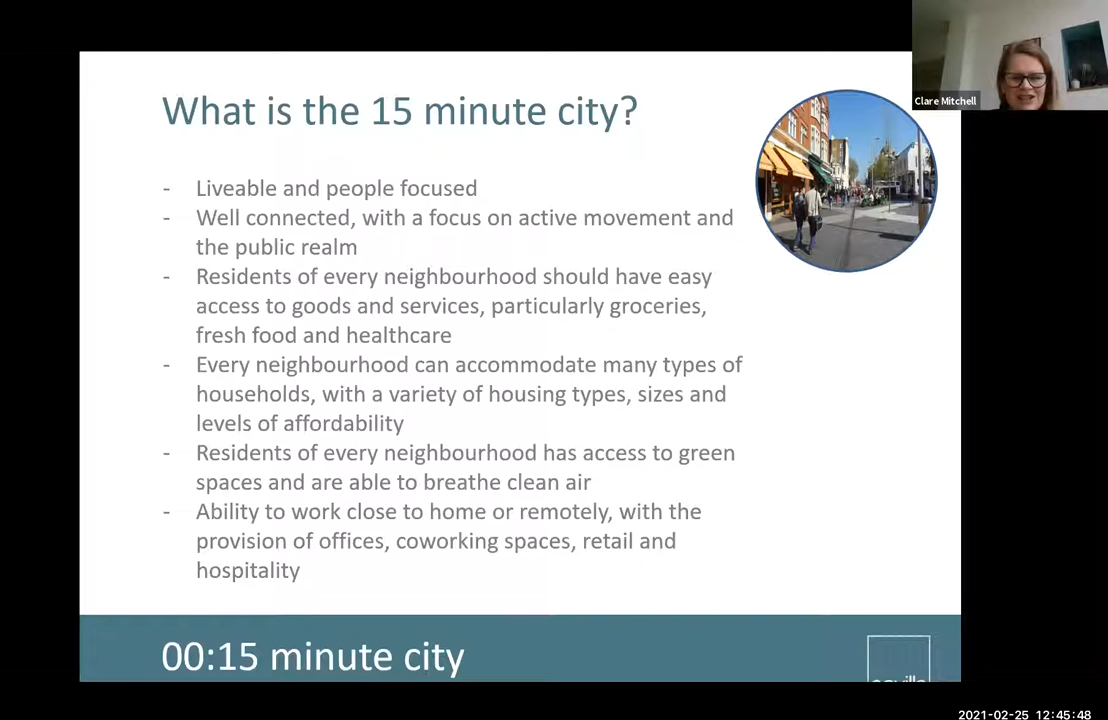 What is the 15 minute city?
Clare Mitchell
- Liveable and people focused
- Well connected, with a focus on active movement and
the public realm
- Residents of every neighbourhood should have easy
access to goods and services, particularly groceries,
fresh food and healthcare
- Every neighbourhood can accommodate many types of
households, with a variety of housing types, sizes and
levels of affordability
- Residents of every neighbourhood has access to green
spaces and are able to breathe clean air
- Ability to work close to home or remotely, with the
provision of offices, coworking spaces, retail and
hospitality
00:15 minute city
2021-02-25 12:45:48